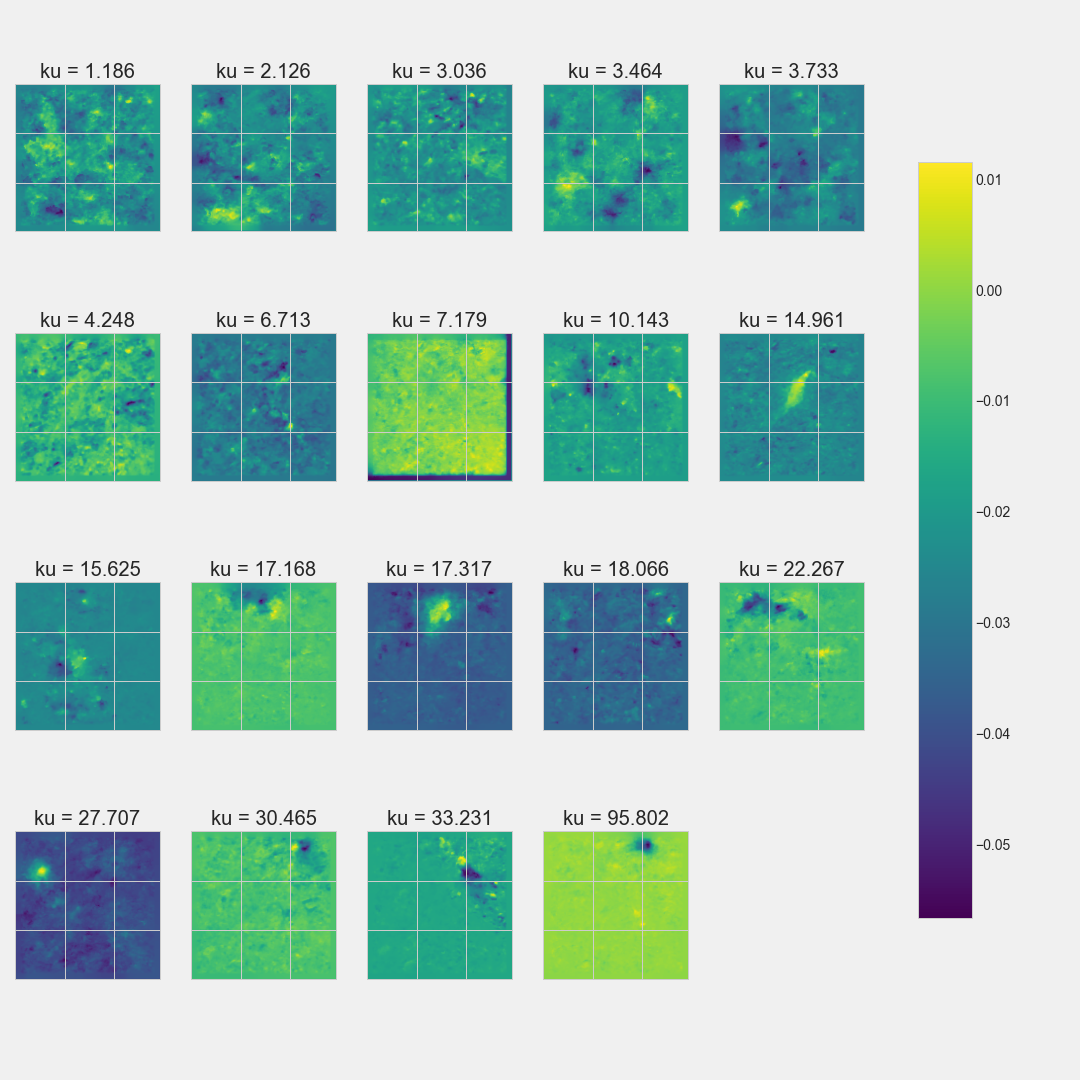 ku = 1.186
ku = 2.126
ku = 3.036
ku = 3.464
ku = 3.733
ku = 4.248
ku = 6.713
ku = 7.179
ku = 10.143
ku = 14.961
ku = 15.625
ku = 17.168
ku = 17.317
ku = 18.066
ku = 22.267
ku = 27.707
ku = 30.465
ku = 33.231
ku = 95.802
0.01
0.00
−0.01
−0.02
−0.03
−0.04
−0.05